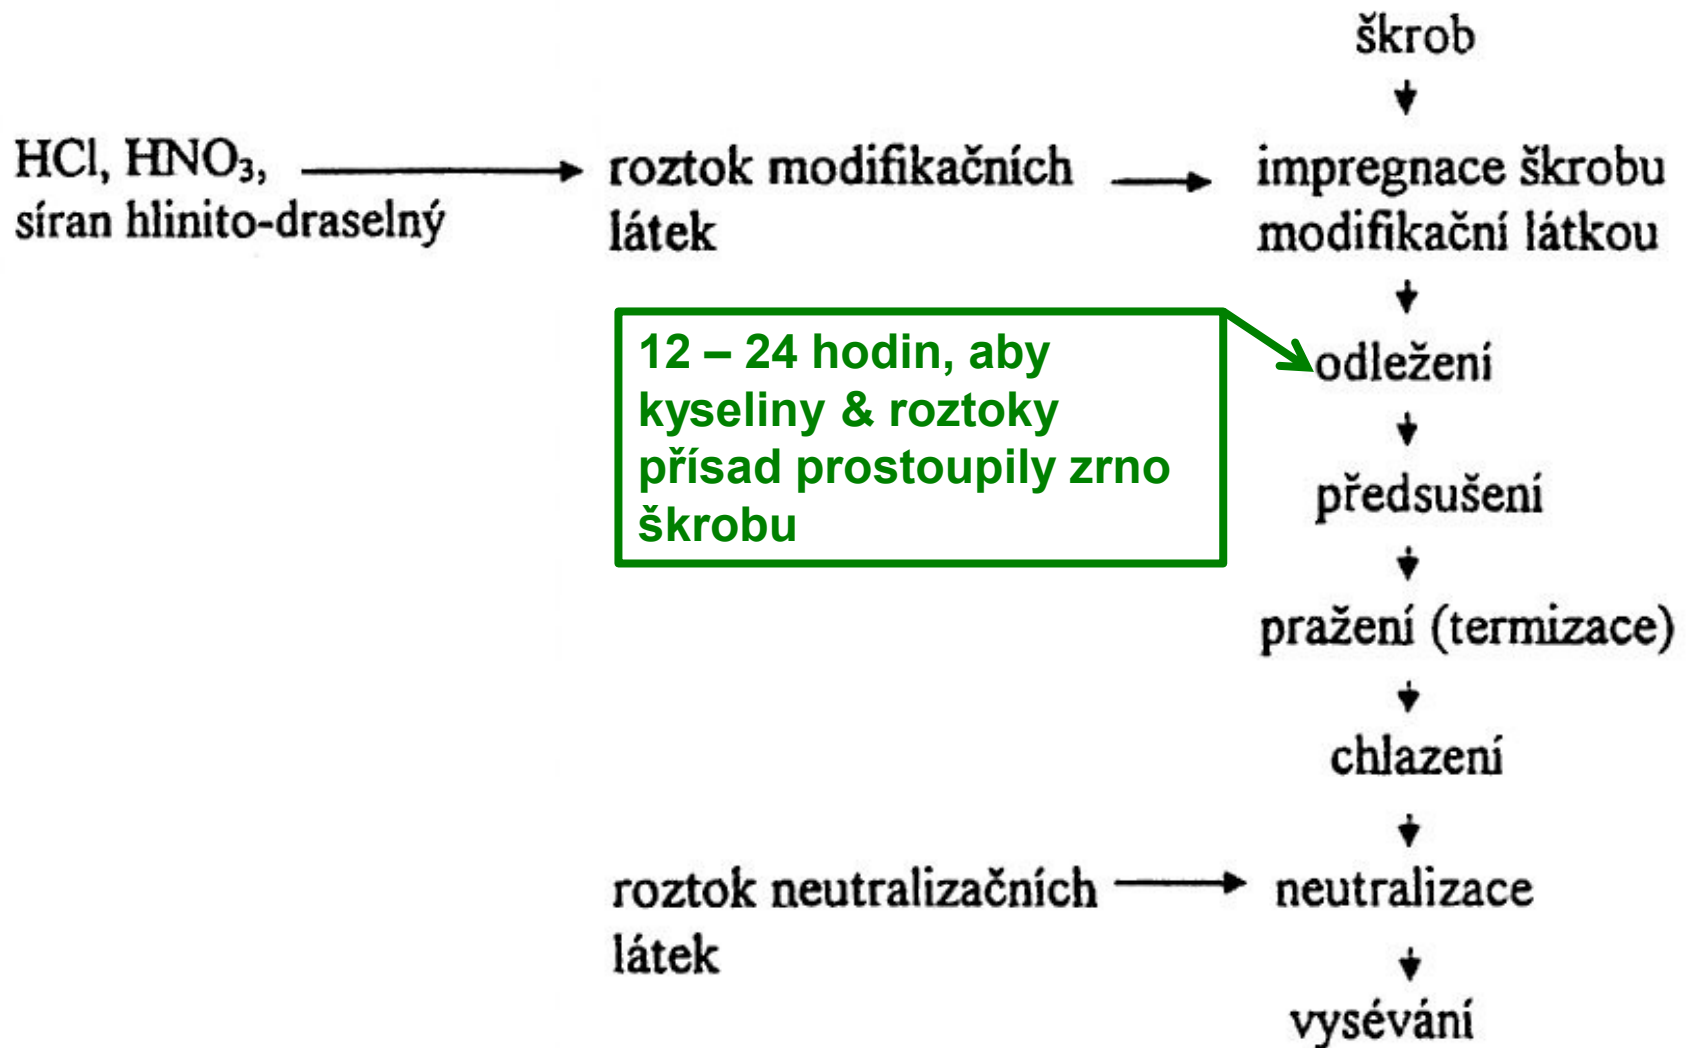 škrob
HCl, HNO₃,
síran hlinito-draselný
roztok modifikačních
látek
impregnace škrobu
modifikační látkou
12 – 24 hodin, aby
kyseliny & roztoky
přísad prostoupily zrno
škrobu
odležení
předsušení
pražení (termizace)
chlazení
roztok neutralizačních
látek
neutralizace
vysévání